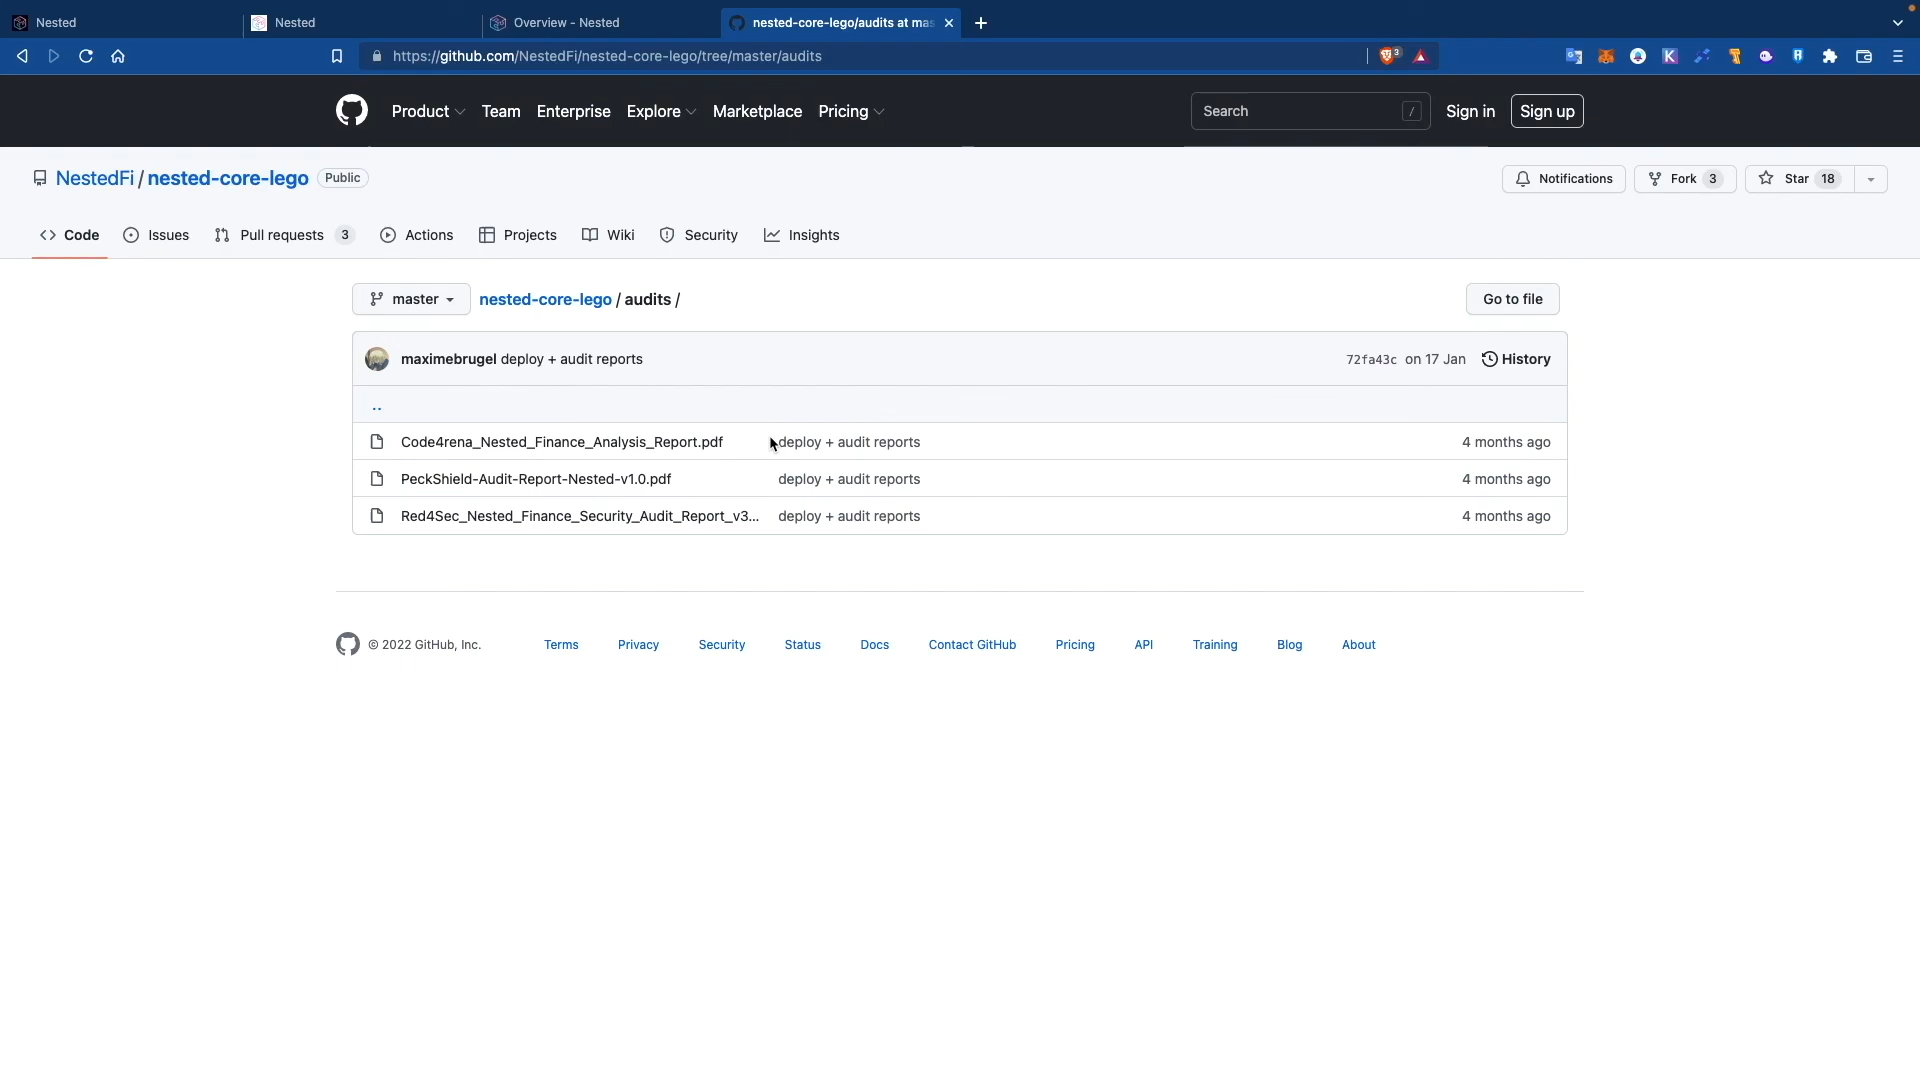 Nested
Nested
Overview - Nested
nested-core-lego/audits at mas
https://github.com/NestedFi/nested-core-lego/tree/master/audits
3
Product Team Enterprise Explore Marketplace Pricing
Search /
Sign in
Sign up
NestedFi / nested-core-lego Public
Notifications
Fork 3
Star 18
Code
Issues
Pull requests 3
Actions
Projects
Wiki
Security
Insights
master
nested-core-lego / audits /
Go to file
maximebrugel deploy + audit reports
72fa43c on 17 Jan
History
..
Code4rena_Nested_Finance_Analysis_Report.pdf deploy + audit reports 4 months ago
PeckShield-Audit-Report-Nested-v1.0.pdf deploy + audit reports 4 months ago
Red4Sec_Nested_Finance_Security_Audit_Report_v3... deploy + audit reports 4 months ago
© 2022 GitHub, Inc. Terms Privacy Security Status Docs Contact GitHub Pricing API Training Blog About